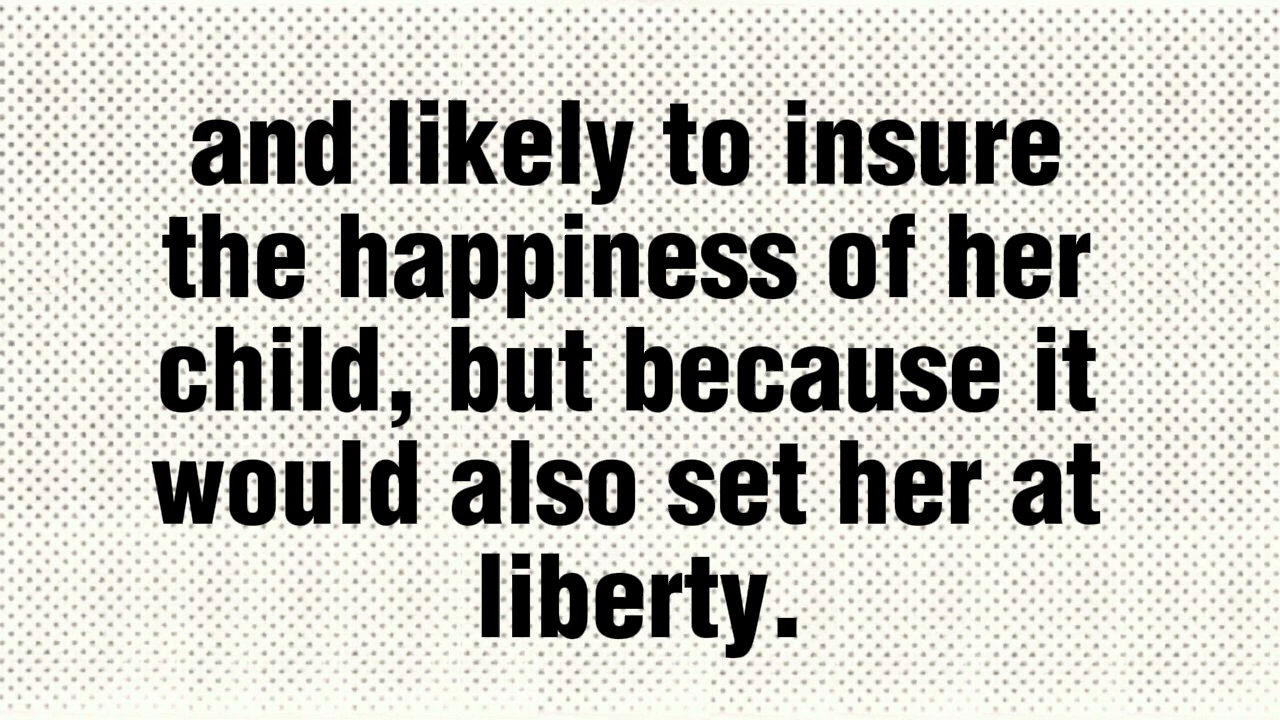 and likely to insure
the happiness of her
child, but because it
would also set her at
liberty.